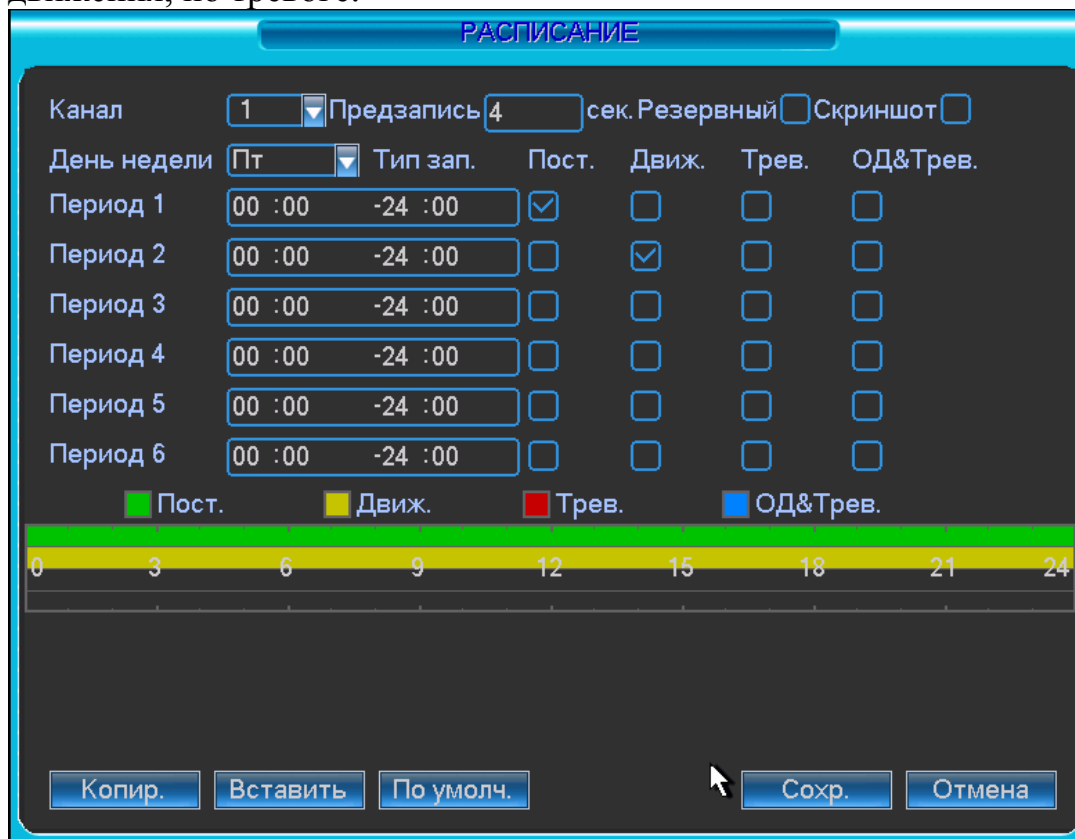 движения, по тревоге.
РАСПИСАНИЕ
Канал 1 Предзапись 4 сек. Резервный Скриншот
День недели Пт Тип зап. Пост. Движ. Трев. ОД&Трев.
Период 1 00 :00 -24 :00
Период 2 00 :00 -24 :00
Период 3 00 :00 -24 :00
Период 4 00 :00 -24 :00
Период 5 00 :00 -24 :00
Период 6 00 :00 -24 :00
Пост. Движ. Трев. ОД&Трев.
0 3 6 9 12 15 18 21 24
Копир. Вставить По умолч. Сохр. Отмена